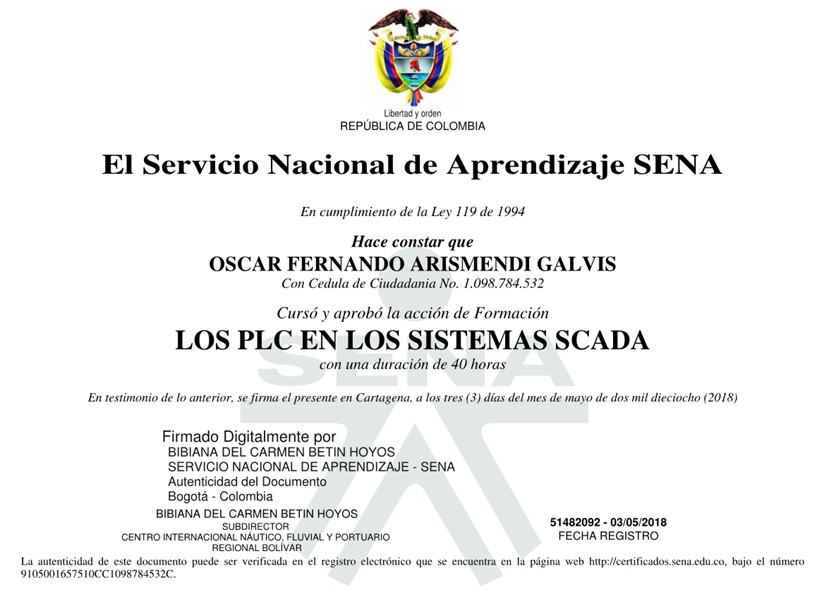 Libertad y orden
REPÚBLICA DE COLOMBIA
El Servicio Nacional de Aprendizaje SENA
En cumplimiento de la Ley 119 de 1994
Hace constar que
OSCAR FERNANDO ARISMENDI GALVIS
Con Cedula de Ciudadania No. 1.098.784.532
Cursó y aprobó la acción de Formación
LOS PLC EN LOS SISTEMAS SCADA
con una duración de 40 horas
SENA
En testimonio de lo anterior, se firma el presente en Cartagena, a los tres (3) días del mes de mayo de dos mil dieciocho (2018)
Firmado Digitalmente por
BIBIANA DEL CARMEN BETIN HOYOS
SERVICIO NACIONAL DE APRENDIZAJE - SENA
Autenticidad del Documento
Bogotá - Colombia
BIBIANA DEL CARMEN BETIN HOYOS
SUBDIRECTOR
CENTRO INTERNACIONAL NÁUTICO, FLUVIAL Y PORTUARIO
REGIONAL BOLÍVAR
51482092 - 03/05/2018
FECHA REGISTRO
La autenticidad de este documento puede ser verificada en el registro electrónico que se encuentra en la página web http://certificados.sena.edu.co, bajo el número
9105001657510CC1098784532C.